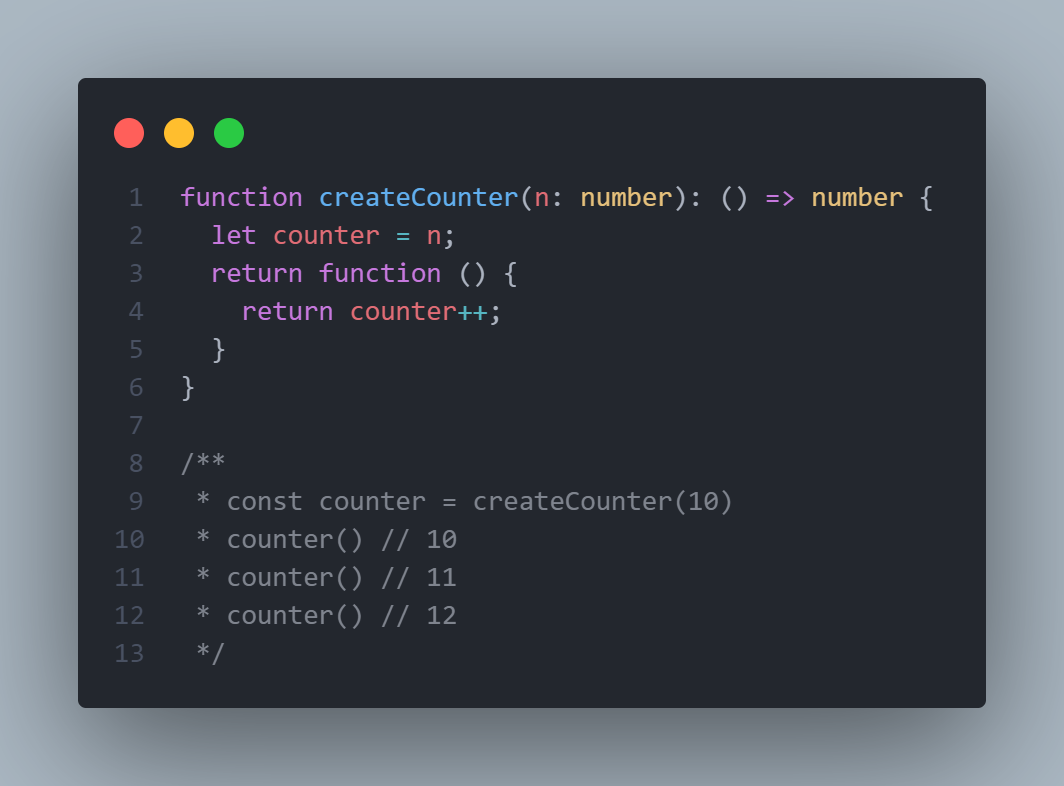 1 function createCounter(n: number): () => number {
2   let counter = n;
3   return function () {
4     return counter++;
5   }
6 }
7
8 /**
9  * const counter = createCounter(10)
10  * counter() // 10
11  * counter() // 11
12  * counter() // 12
13  */